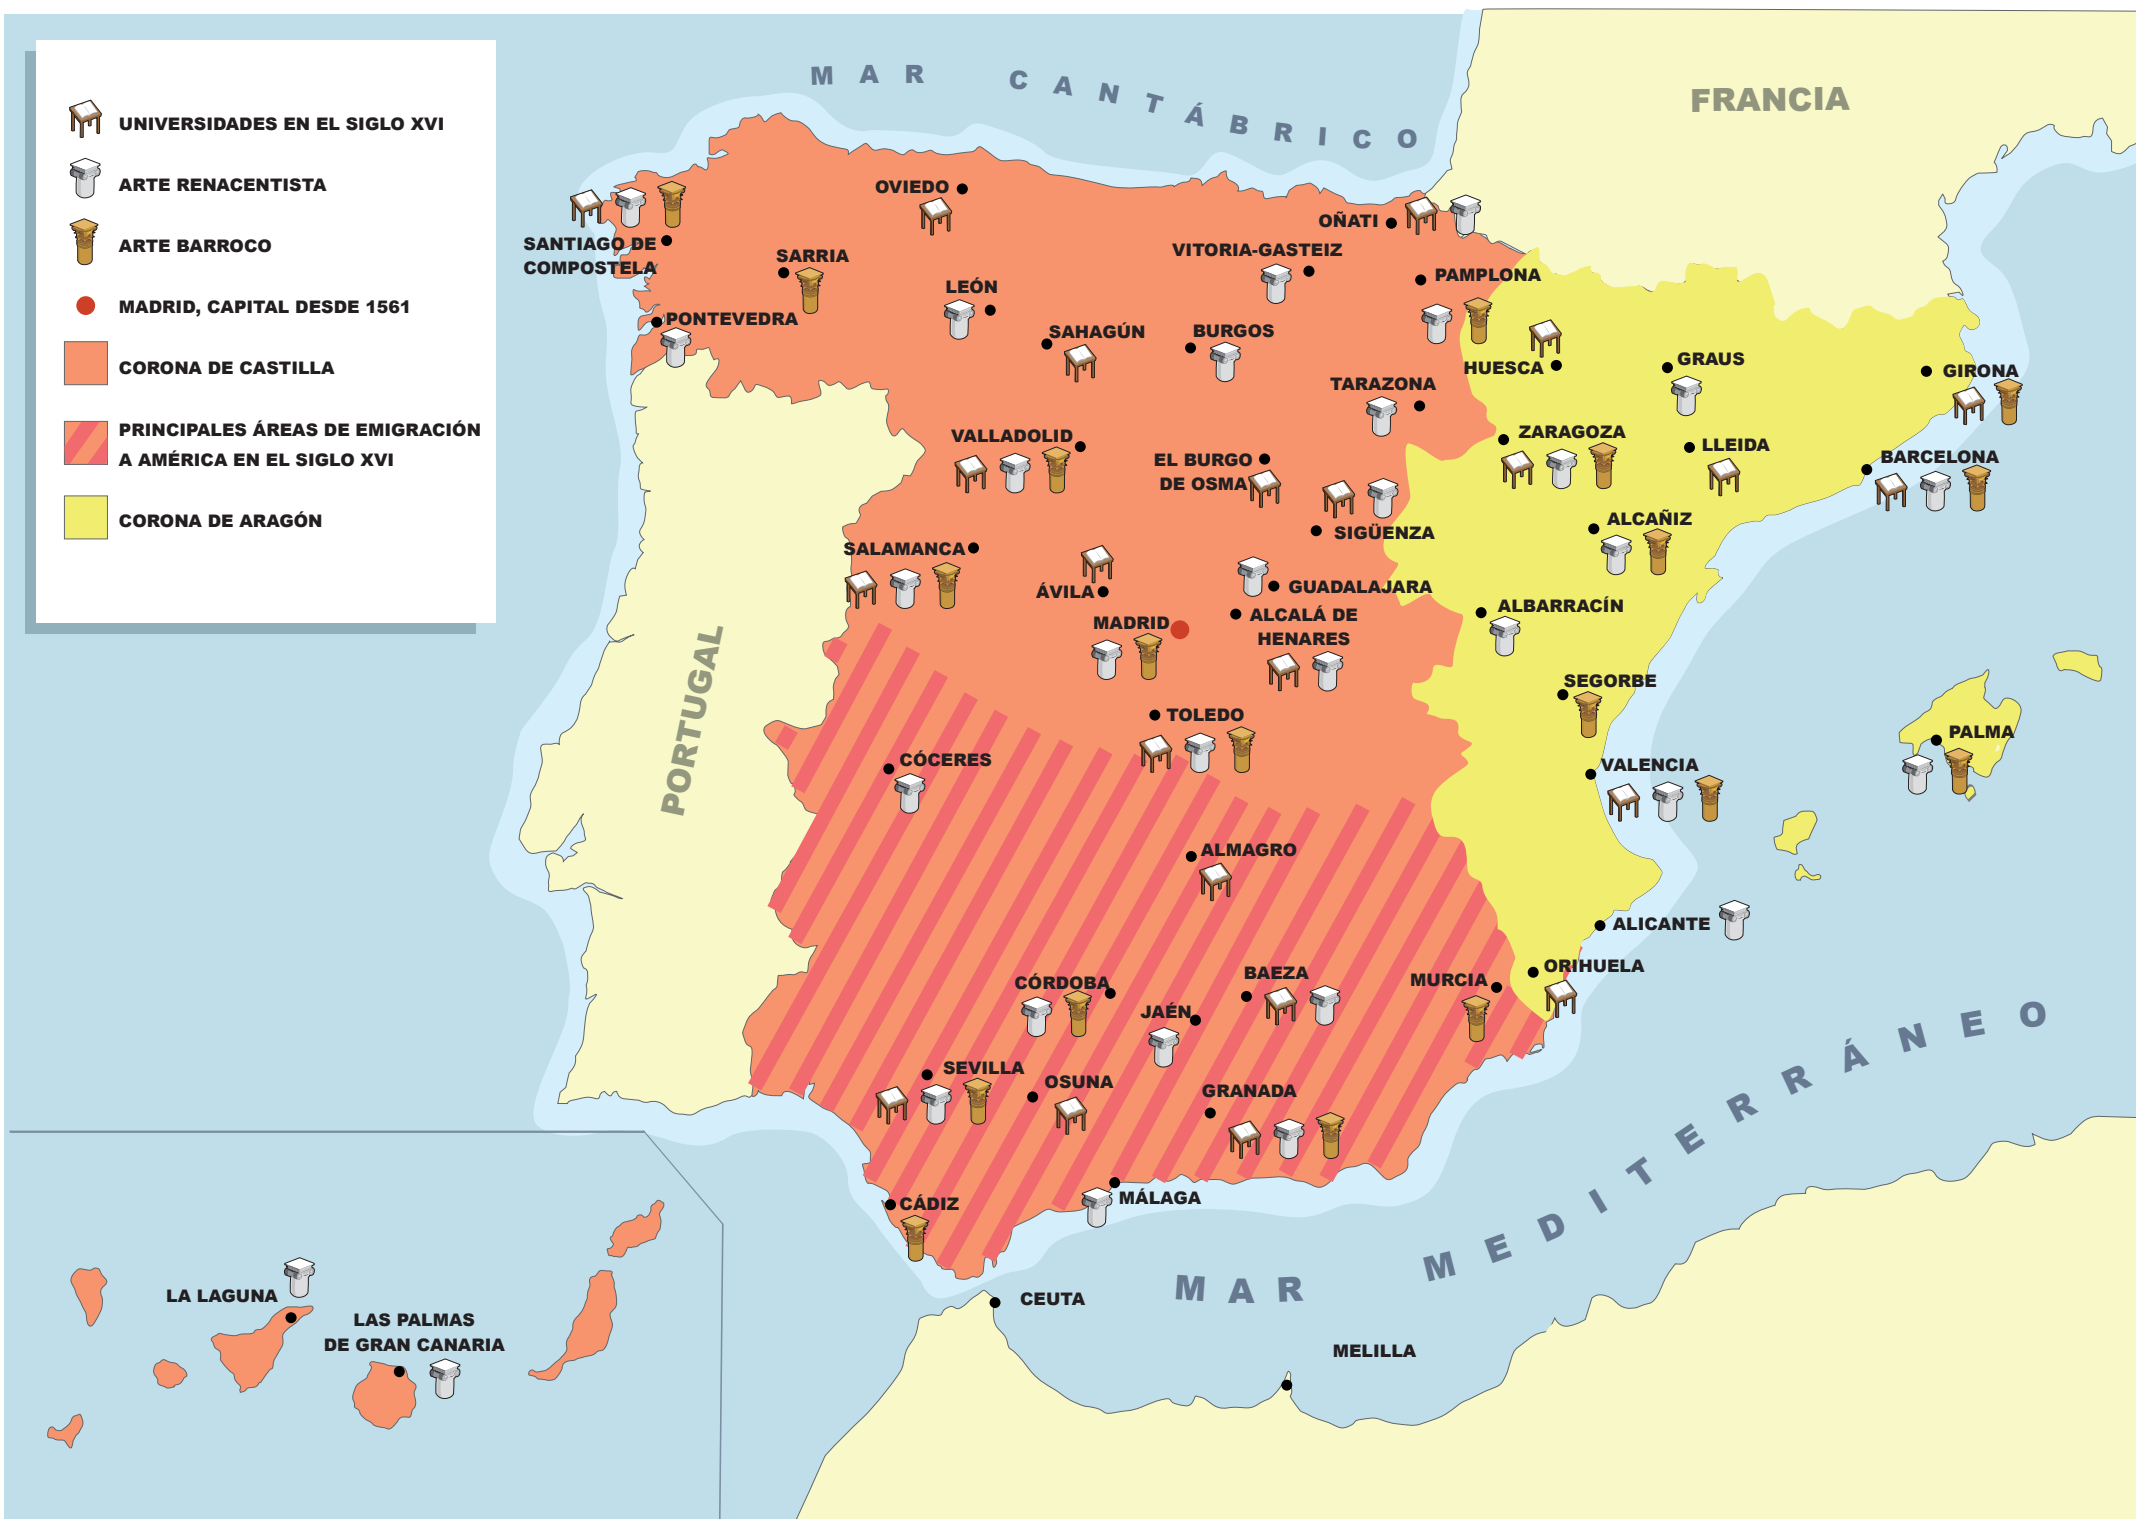 UNIVERSIDADES EN EL SIGLO XVI
ARTE RENACENTISTA
ARTE BARROCO
MADRID, CAPITAL DESDE 1561
CORONA DE CASTILLA
PRINCIPALES ÁREAS DE EMIGRACIÓN
A AMÉRICA EN EL SIGLO XVI
CORONA DE ARAGÓN
MAR CANTÁBRICO
FRANCIA
OVIEDO
OÑATI
SANTIAGO DE
COMPOSTELA
SARRIA
VITORIA-GASTEIZ
PAMPLONA
LEÓN
PONTEVEDRA
SAHAGÚN
BURGOS
HUESCA
GRAUS
GIRONA
TARAZONA
VALLADOLID
ZARAGOZA
LLEIDA
BARCELONA
EL BURGO
DE OSMA
SIGÜENZA
ALCAÑIZ
SALAMANCA
ÁVILA
GUADALAJARA
ALBARRACÍN
MADRID
ALCALÁ DE
HENARES
PORTUGAL
SEGORBE
TOLEDO
PALMA
CÓCERES
VALENCIA
ALMAGRO
ALICANTE
ORIHUELA
CÓRDOBA
BAEZA
MURCIA
JAÉN
SEVILLA
OSUNA
GRANADA
CÁDIZ
MÁLAGA
MAR MEDITERRÁNEO
CEUTA
MELILLA
LA LAGUNA
LAS PALMAS
DE GRAN CANARIA